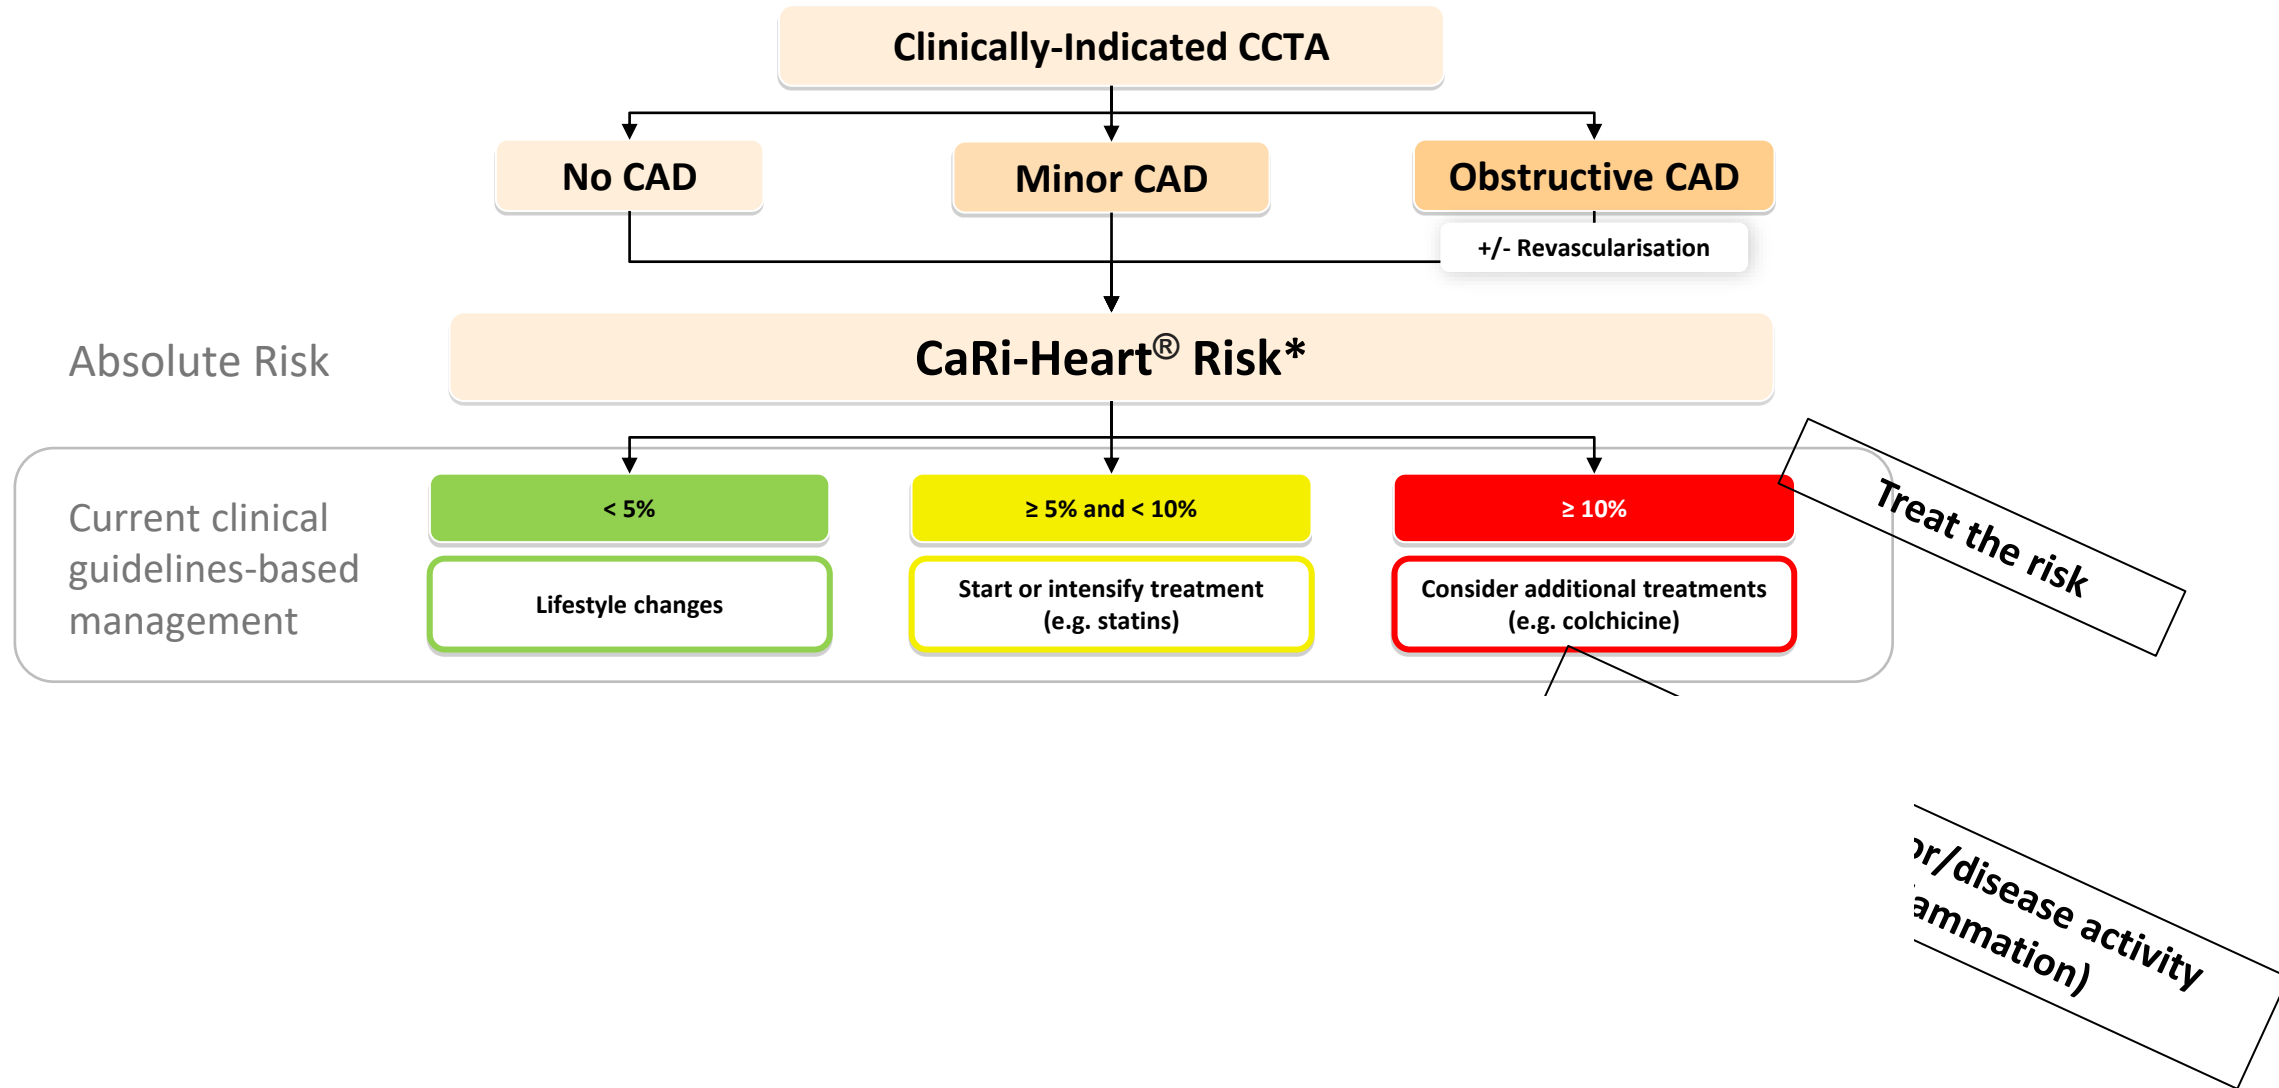 Clinically-Indicated CCTA
No CAD
Minor CAD
Obstructive CAD
+/- Revascularisation
Absolute Risk
CaRi-Heart® Risk*
Current clinical
guidelines-based
management
< 5%
≥ 5% and < 10%
≥ 10%
Lifestyle changes
Start or intensify treatment
(e.g. statins)
Consider additional treatments
(e.g. colchicine)
Treat the risk
/disease activity